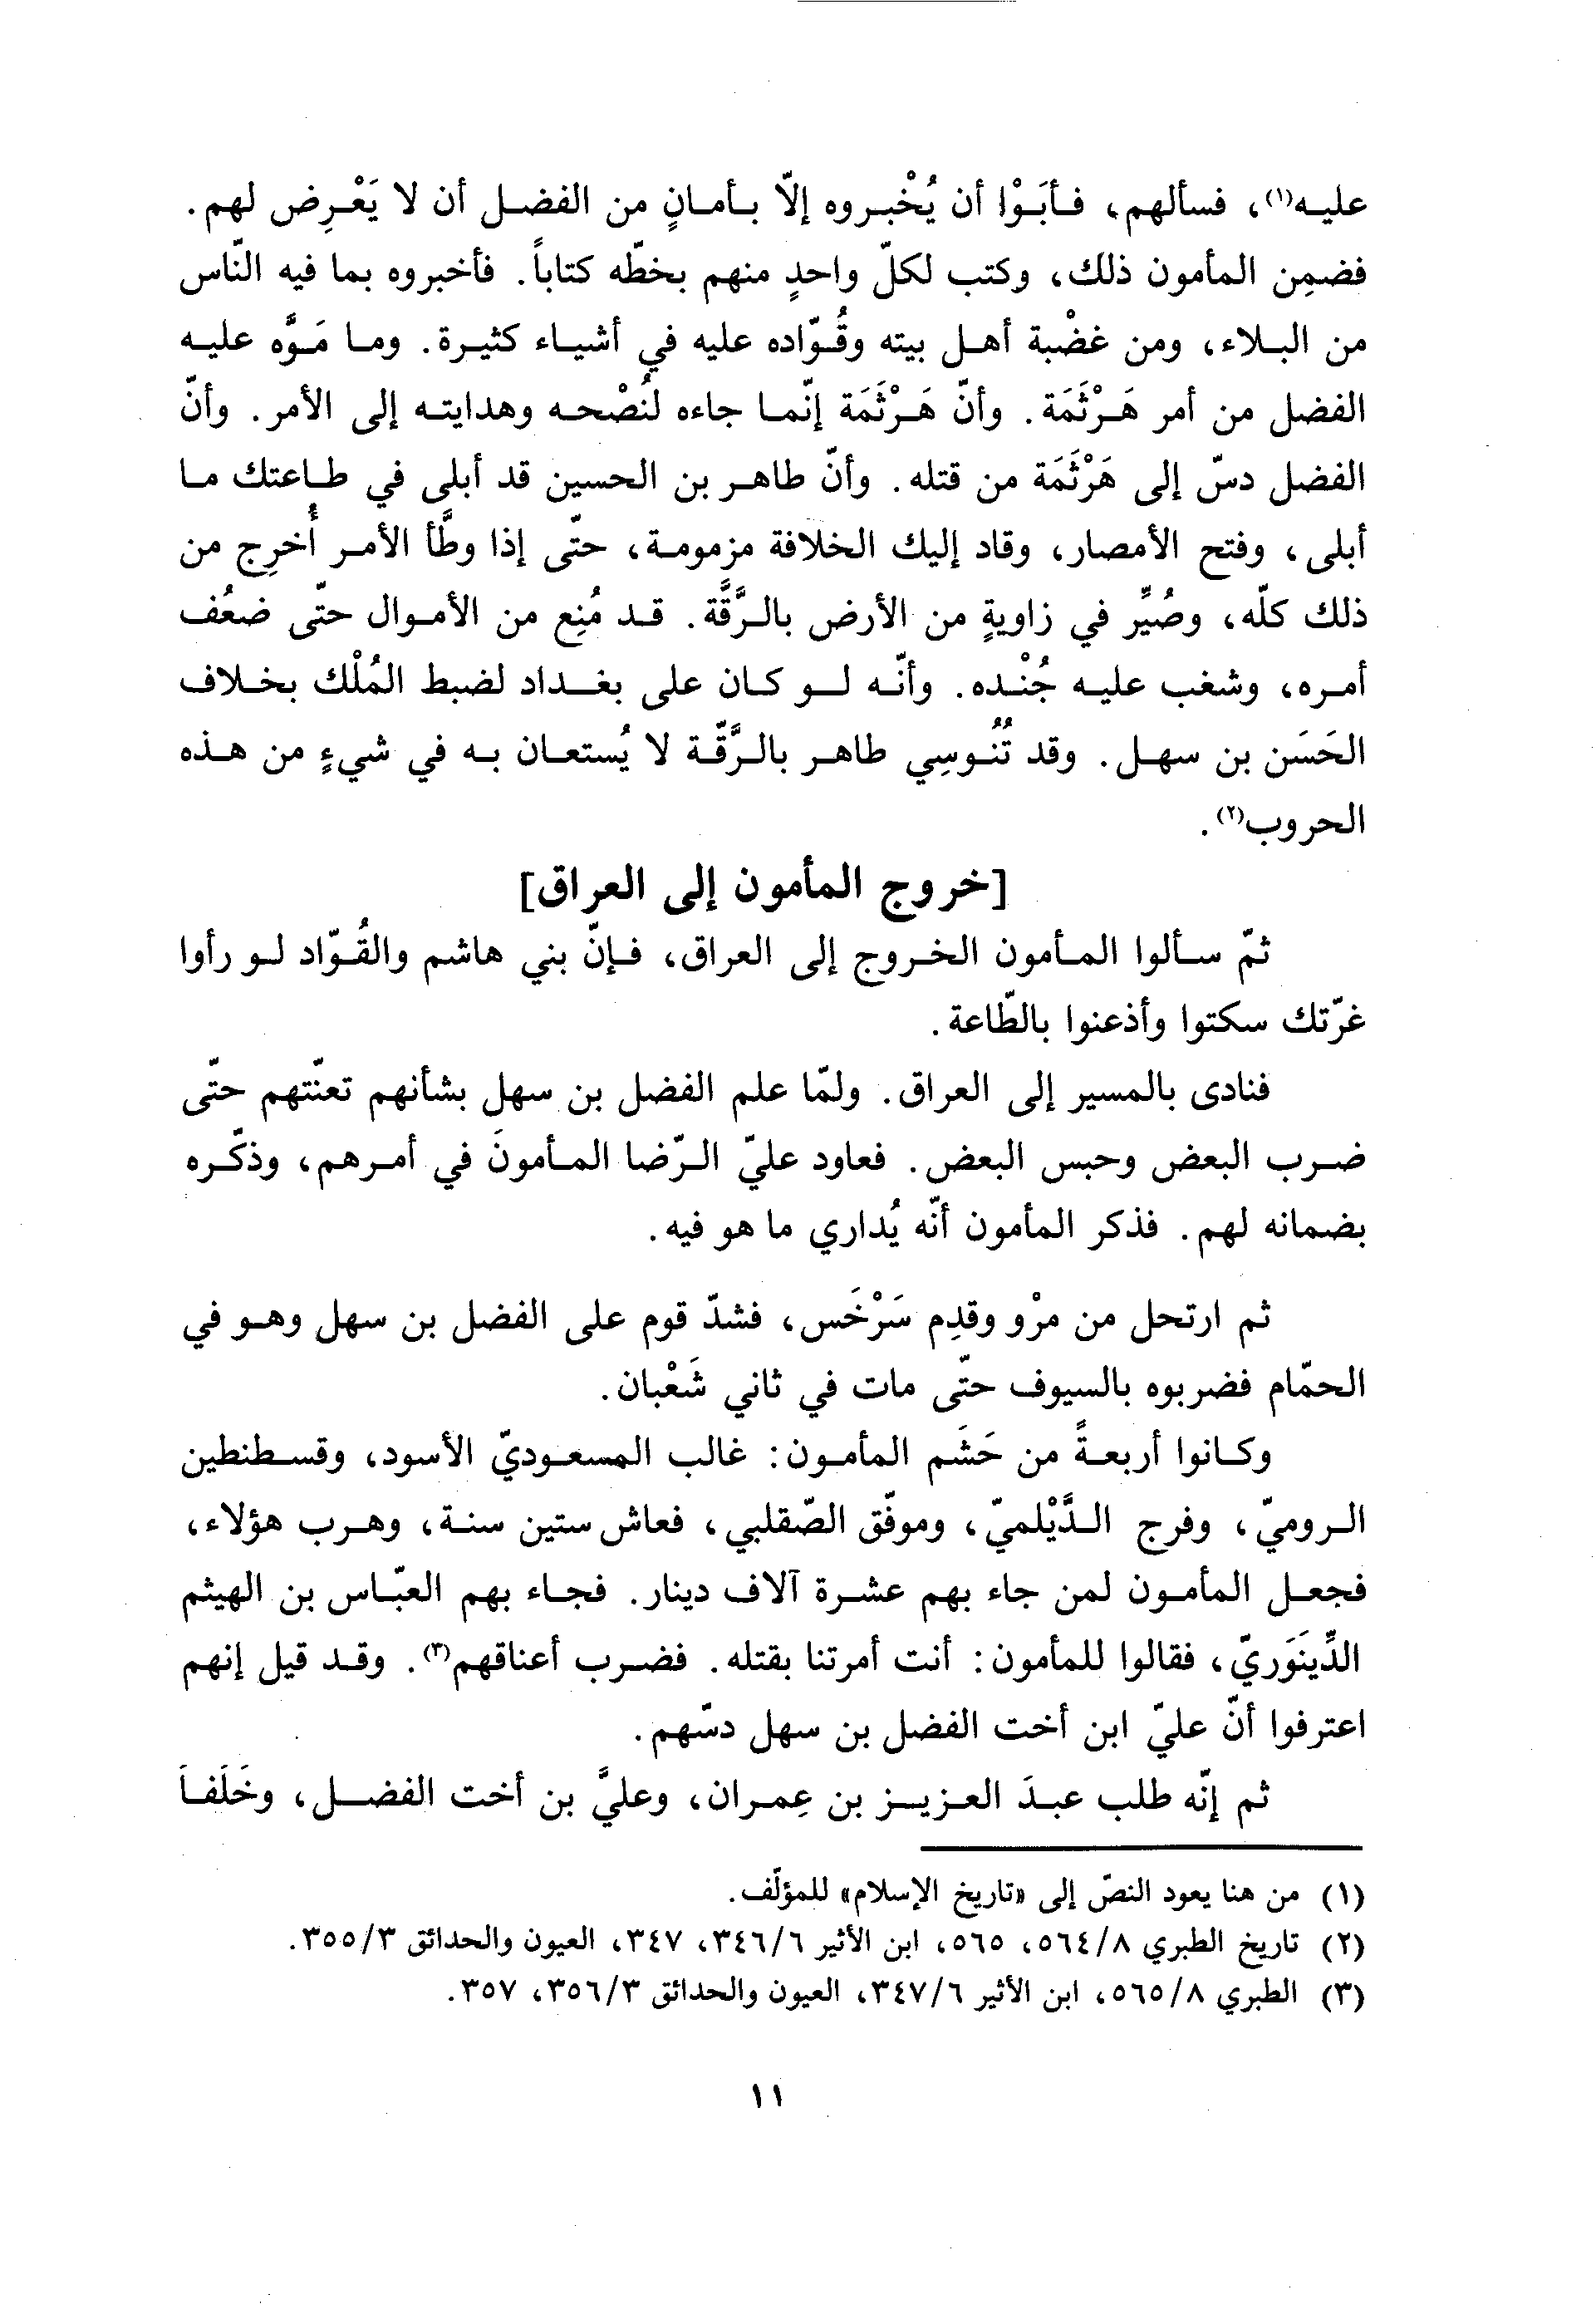 عليه(١)، فسألهم، فأبَوْا أن يُخْبروه إلّا بأمانٍ من الفضل أن لا يَعْرِض لهم.
فضمِن المأمون ذلك، وكتب لكلّ واحدٍ منهم بخطّه كتاباً. فأخبروه بما فيه النّاس
من البلاء، ومن غضْبة أهل بيته وقُوّاده عليه في أشياء كثيرة. وما مَوَّه عليه
الفضل من أمر هَرْثَمَة. وأنّ هَرْثَمَة إنّما جاءه لنُصْحه وهدايته إلى الأمر. وأنّ
الفضل دسّ إلى هَرْثَمَة من قتله. وأنّ طاهر بن الحسين قد أبلى في طاعتك ما
أبلى، وفتح الأمصار، وقاد إليك الخلافة مزمومة، حتّى إذا وطَّأ الأمر أُخرِج من
ذلك كلّه، وصُيِّر في زاويةٍ من الأرض بالرَّقَّة. قد مُنِع من الأموال حتّى ضعُف
أمره، وشغب عليه جُنْده. وأنّه لو كان على بغداد لضبط المُلْك بخلاف
الحَسَن بن سهل. وقد تُنُوسِي طاهر بالرَّقّة لا يُستعان به في شيءٍ من هذه
الحروب(٢).
[خروج المأمون إلى العراق]
ثمّ سألوا المأمون الخروج إلى العراق، فإنّ بني هاشم والقُوّاد لو رأوا
غرّتك سكتوا وأذعنوا بالطّاعة.
فنادى بالمسير إلى العراق. ولمّا علم الفضل بن سهل بشأنهم تعنّتهم حتّى
ضرب البعض وحبس البعض. فعاود عليّ الرّضا المأمونَ في أمرهم، وذكّره
بضمانه لهم. فذكر المأمون أنّه يُداري ما هو فيه.
ثم ارتحل من مرْو وقدِم سَرْخَس، فشدّ قوم على الفضل بن سهل وهو في
الحمّام فضربوه بالسيوف حتّى مات في ثاني شَعْبان.
وكانوا أربعةً من حَشَم المأمون: غالب المسعوديّ الأسود، وقسطنطين
الروميّ، وفرج الدَّيْلميّ، وموفّق الصّقلبي، فعاش ستين سنة، وهرب هؤلاء،
فجعل المأمون لمن جاء بهم عشرة آلاف دينار. فجاء بهم العبّاس بن الهيثم
الدِّينَوَريّ، فقالوا للمأمون: أنت أمرتنا بقتله. فضرب أعناقهم(٣). وقد قيل إنهم
اعترفوا أنّ عليّ ابن أخت الفضل بن سهل دسّهم.
ثم إنّه طلب عبدَ العزيز بن عِمران، وعليَّ بن أخت الفضل، وخَلَفاَ
(١) من هنا يعود النصّ إلى «تاريخ الإسلام» للمؤلّف.
(٢) تاريخ الطبري ٥٦٤/٨، ٥٦٥، ابن الأثير ٣٤٦/٦، ٣٤٧، العيون والحدائق ٣٥٥/٣.
(٣) الطبري ٥٦٥/٨، ابن الأثير ٣٤٧/٦، العيون والحدائق ٣٥٦/٣، ٣٥٧.
١١